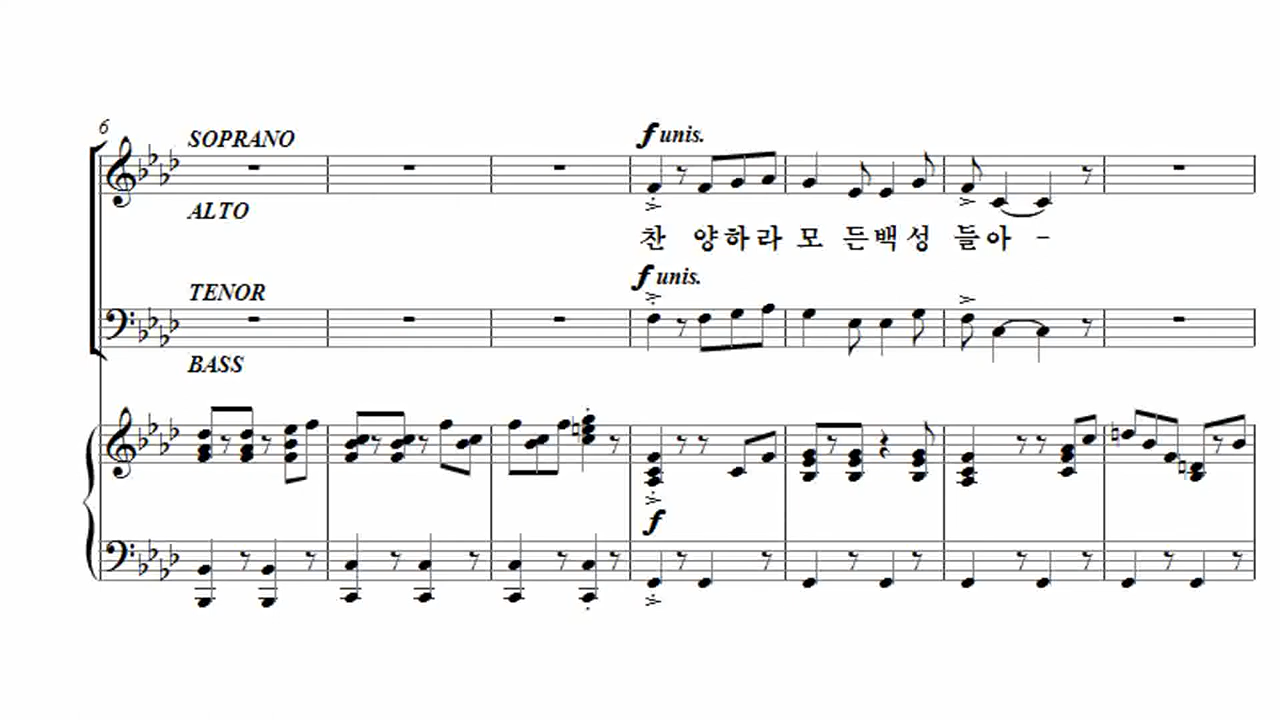 6
SOPRANO
f unis.
ALTO
찬 양하라 모 든백성 들아 -
f unis.
TENOR
BASS
f